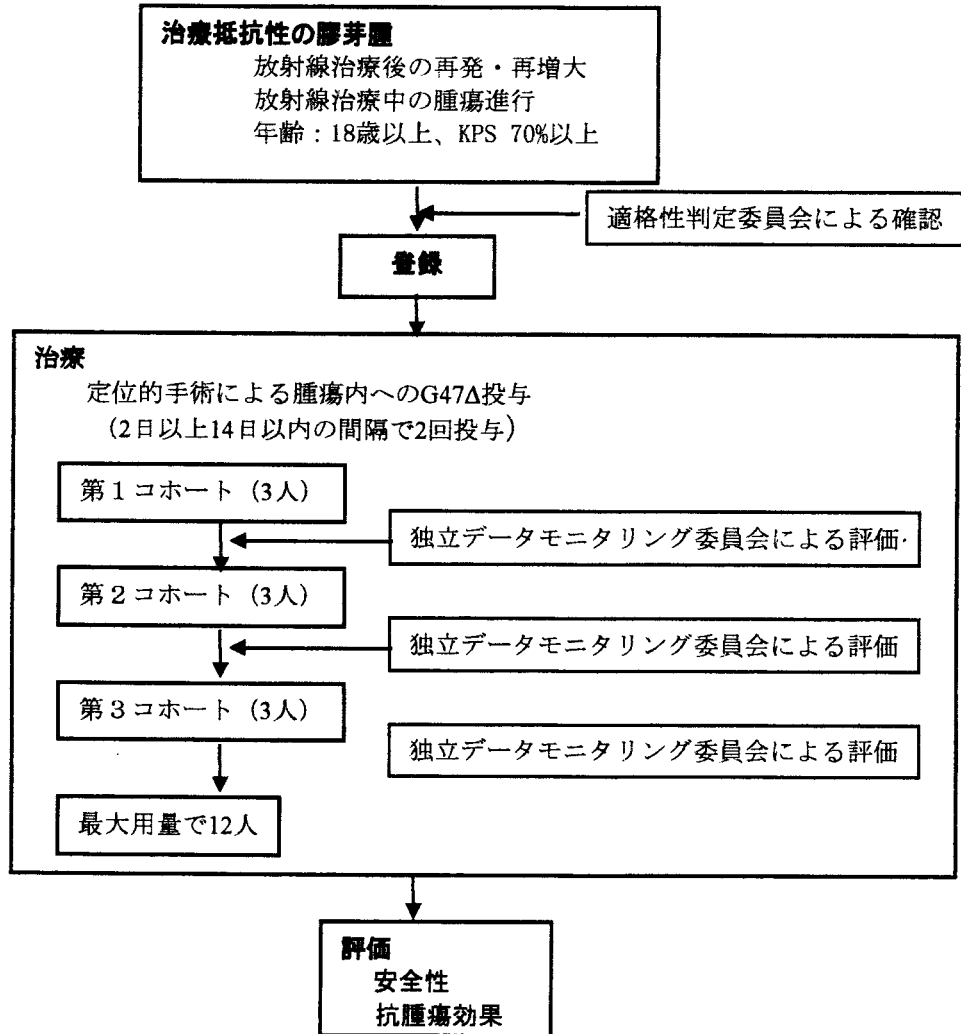 治療抵抗性の膠芽腫
放射線治療後の再発・再増大
放射線治療中の腫瘍進行
年齢：18歳以上、KPS 70%以上
適格性判定委員会による確認
登録
治療
定位的手術による腫瘍内へのG47Δ投与
（2日以上14日以内の間隔で2回投与）
第１コホート（3人）
独立データモニタリング委員会による評価
第２コホート（3人）
独立データモニタリング委員会による評価
第３コホート（3人）
独立データモニタリング委員会による評価
最大用量で12人
評価
安全性
抗腫瘍効果